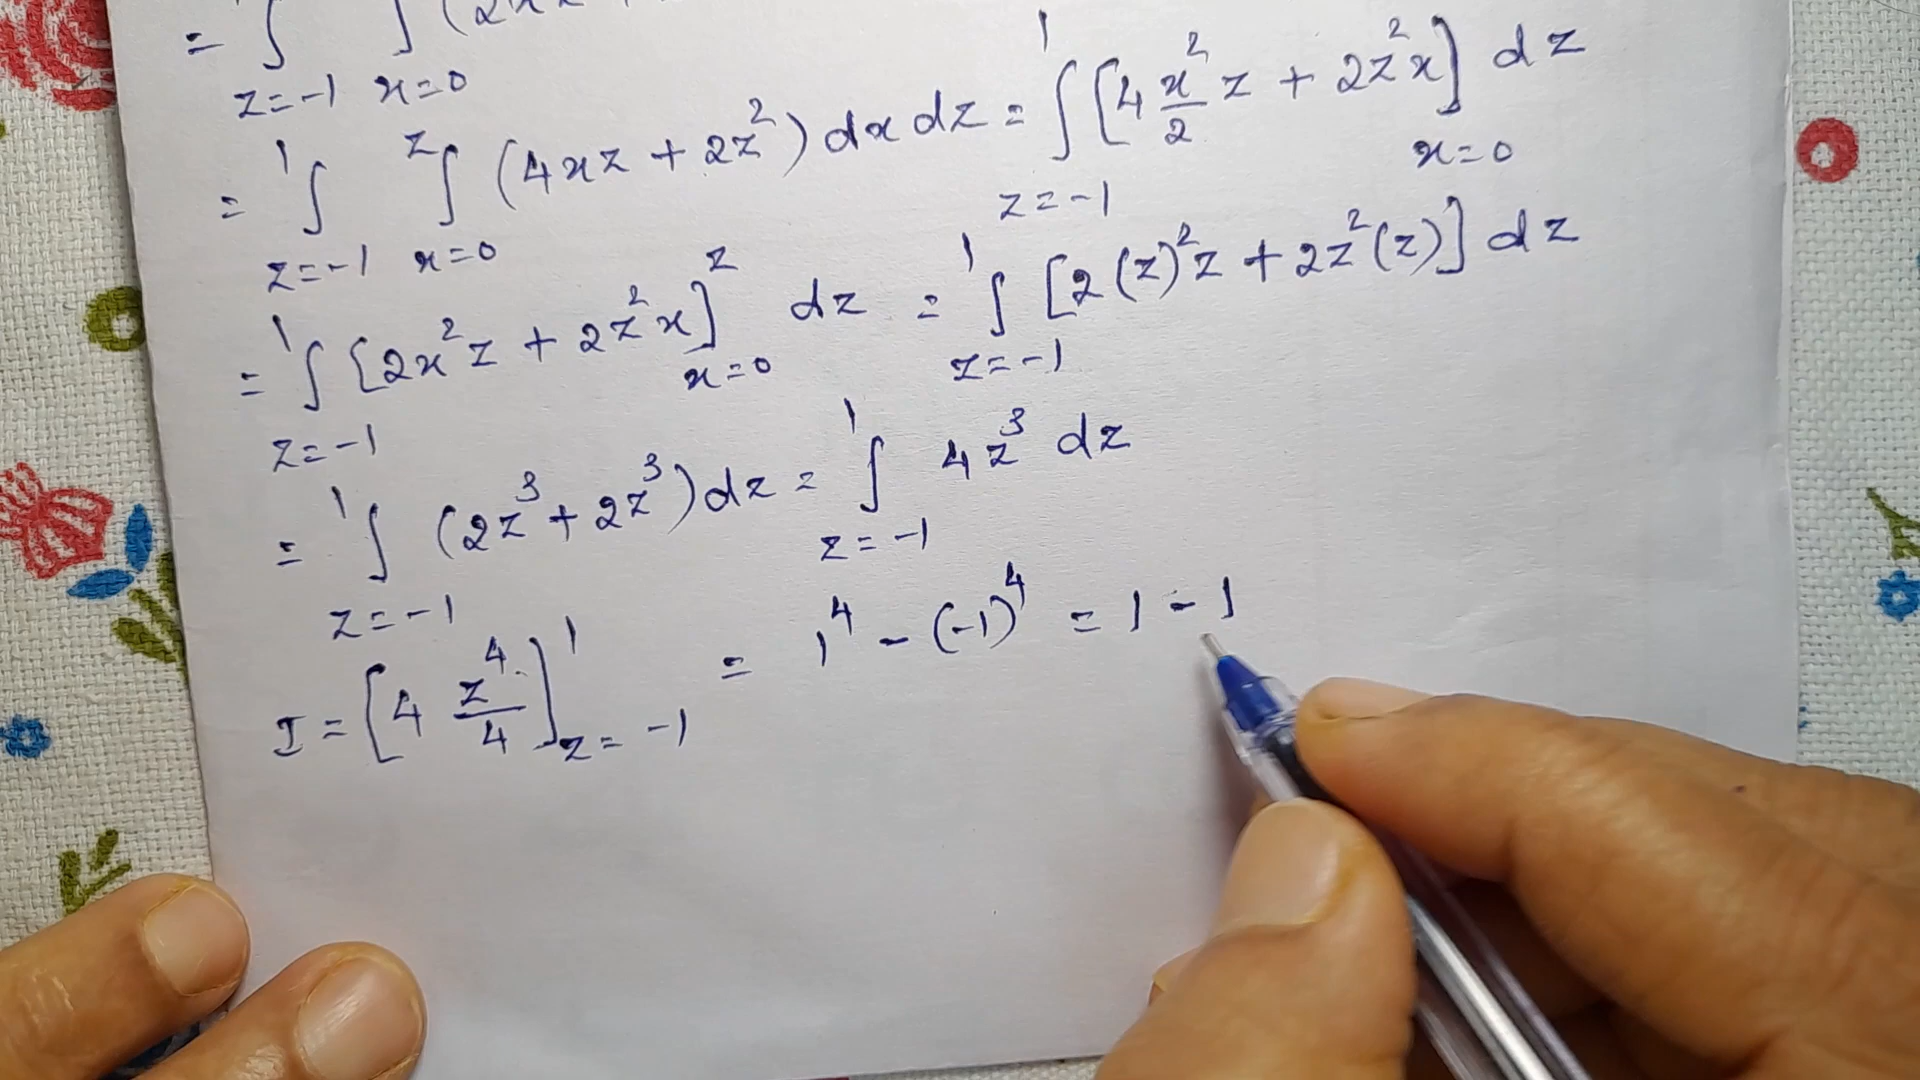 = ∫ ∫ (2xz
z=-1 x=0
= ¹∫ ᶻ∫ (4xz + 2z²) dx dz = ¹∫ [4 x²/2 z + 2z²x] dz
z=-1 x=0 z=-1 x=0
= ¹∫ [2x²z + 2z²x]ᶻ dz = ¹∫ [2(z)²z + 2z²(z)] dz
z=-1 x=0 z=-1
= ¹∫ (2z³ + 2z³) dz = ¹∫ 4z³ dz
z=-1 z=-1
I = [4 z⁴/4]¹ z=-1 = 1⁴ - (-1)⁴ = 1 - 1